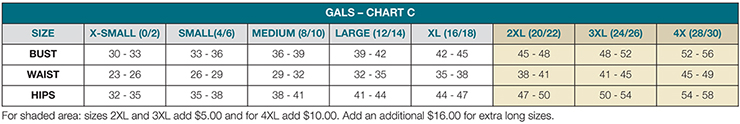 GALS – CHART C
SIZE X-SMALL (0/2) SMALL(4/6) MEDIUM (8/10) LARGE (12/14) XL (16/18) 2XL (20/22) 3XL (24/26) 4X (28/30)
BUST 30 - 33 33 - 36 36 - 39 39 - 42 42 - 45 45 - 48 48 - 52 52 - 56
WAIST 23 - 26 26 - 29 29 - 32 32 - 35 35 - 38 38 - 41 41 - 45 45 - 49
HIPS 32 - 35 35 - 38 38 - 41 41 - 44 44 - 47 47 - 50 50 - 54 54 - 58
For shaded area: sizes 2XL and 3XL add $5.00 and for 4XL add $10.00. Add an additional $16.00 for extra long sizes.